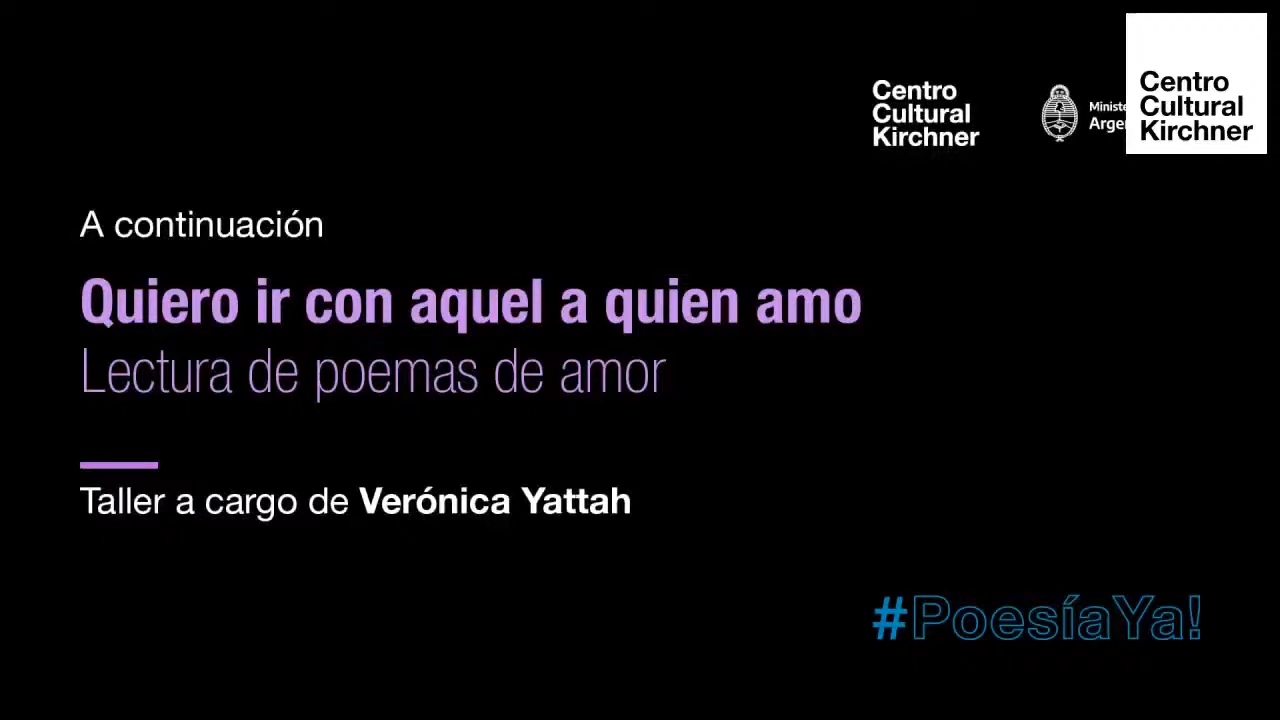 Centro
Cultural
Kirchner
Centro
Cultural
Kirchner
A continuación
Quiero ir con aquel a quien amo
Lectura de poemas de amor
Taller a cargo de Verónica Yattah
#PoesíaYa!